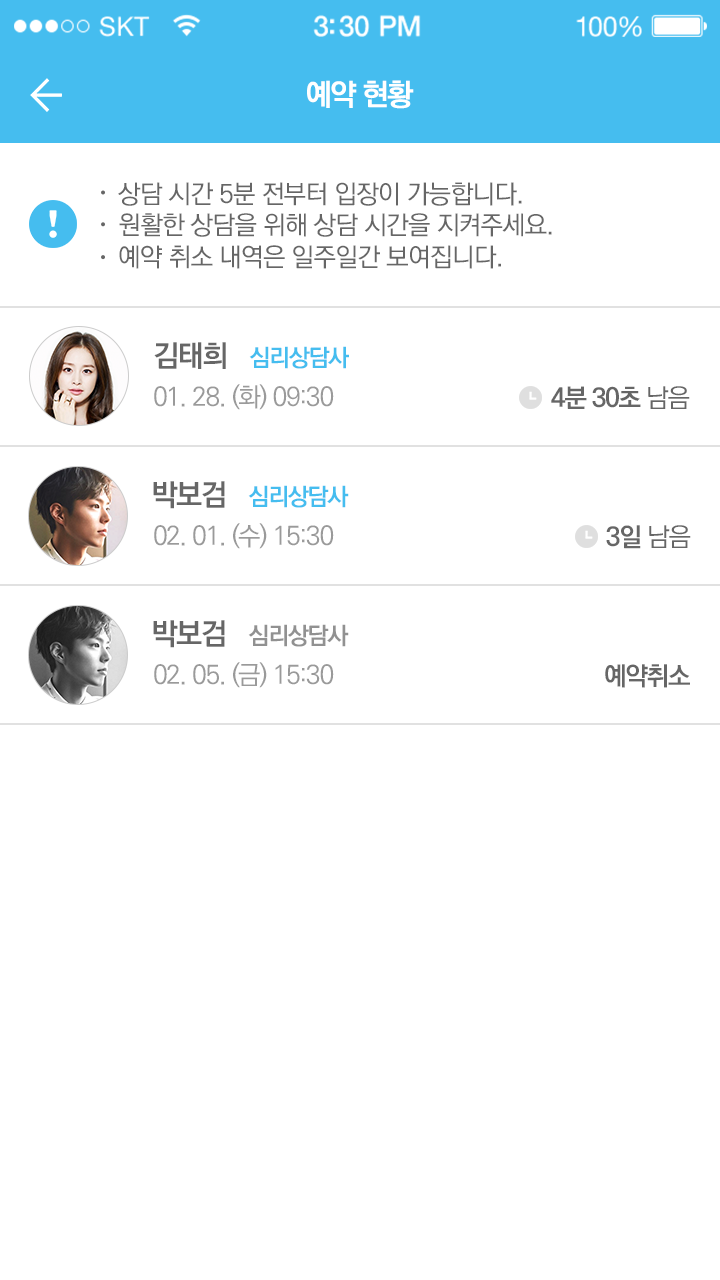 SKT 3:30 PM 100%
예약 현황
· 상담 시간 5분 전부터 입장이 가능합니다.
· 원활한 상담을 위해 상담 시간을 지켜주세요.
· 예약 취소 내역은 일주일간 보여집니다.
김태희 심리상담사
01. 28. (화) 09:30 4분 30초 남음
박보검 심리상담사
02. 01. (수) 15:30 3일 남음
박보검 심리상담사
02. 05. (금) 15:30 예약취소